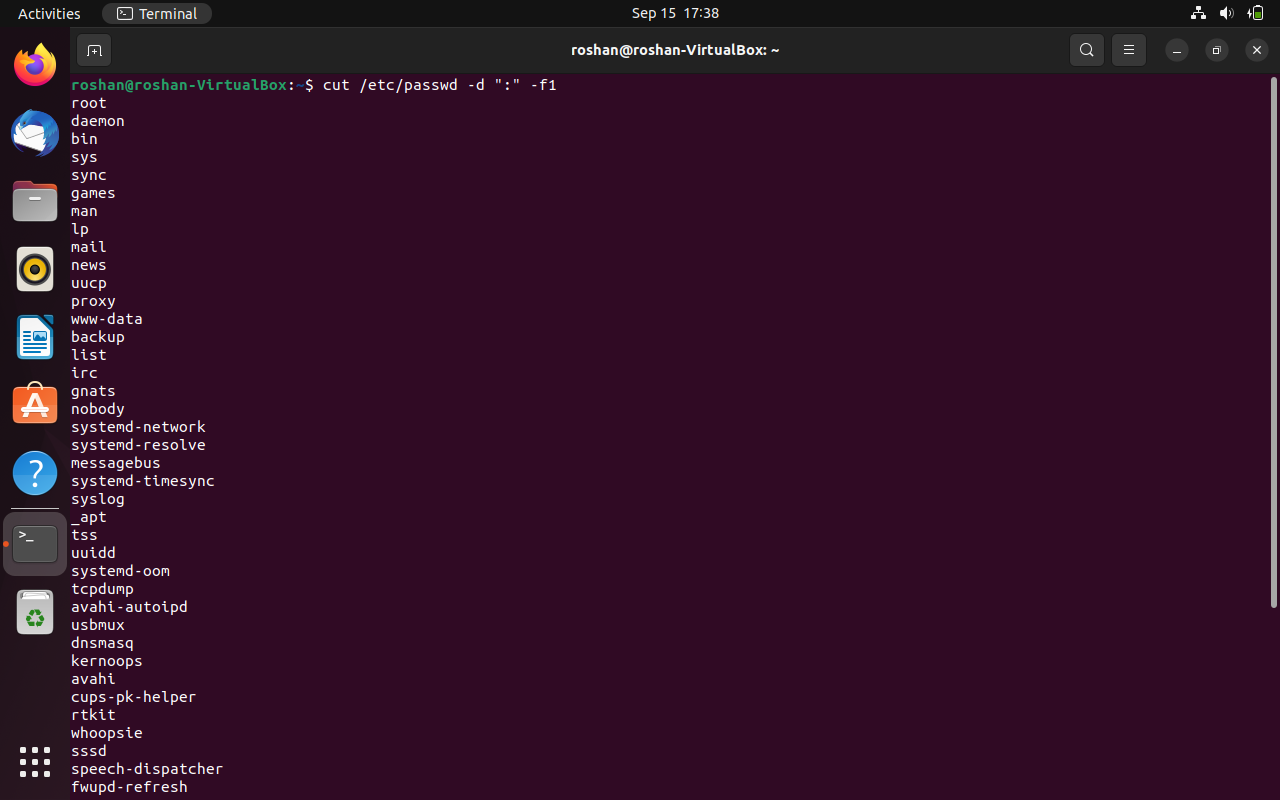 Activities
Terminal
Sep 15 17:38
roshan@roshan-VirtualBox: ~
roshan@roshan-VirtualBox:~$ cut /etc/passwd -d ":" -f1
root
daemon
bin
sys
sync
games
man
lp
mail
news
uucp
proxy
www-data
backup
list
irc
gnats
nobody
systemd-network
systemd-resolve
messagebus
systemd-timesync
syslog
_apt
tss
uuidd
systemd-oom
tcpdump
avahi-autoipd
usbmux
dnsmasq
kernoops
avahi
cups-pk-helper
rtkit
whoopsie
sssd
speech-dispatcher
fwupd-refresh